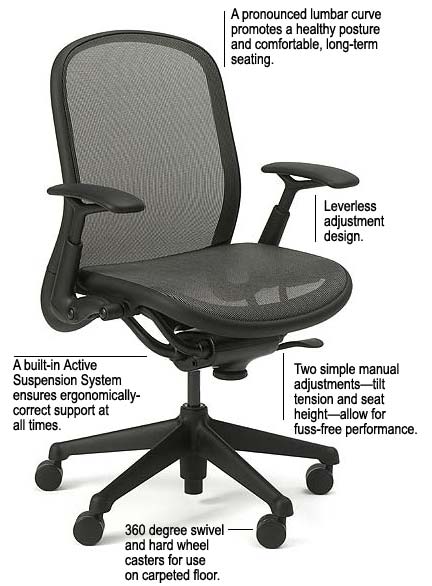 A pronounced lumbar curve
promotes a healthy posture
and comfortable, long-term
seating.
Leverless
adjustment
design.
A built-in Active
Suspension System
ensures ergonomically-
correct support at
all times.
Two simple manual
adjustments—tilt
tension and seat
height—allow for
fuss-free performance.
360 degree swivel
and hard wheel
casters for use
on carpeted floor.